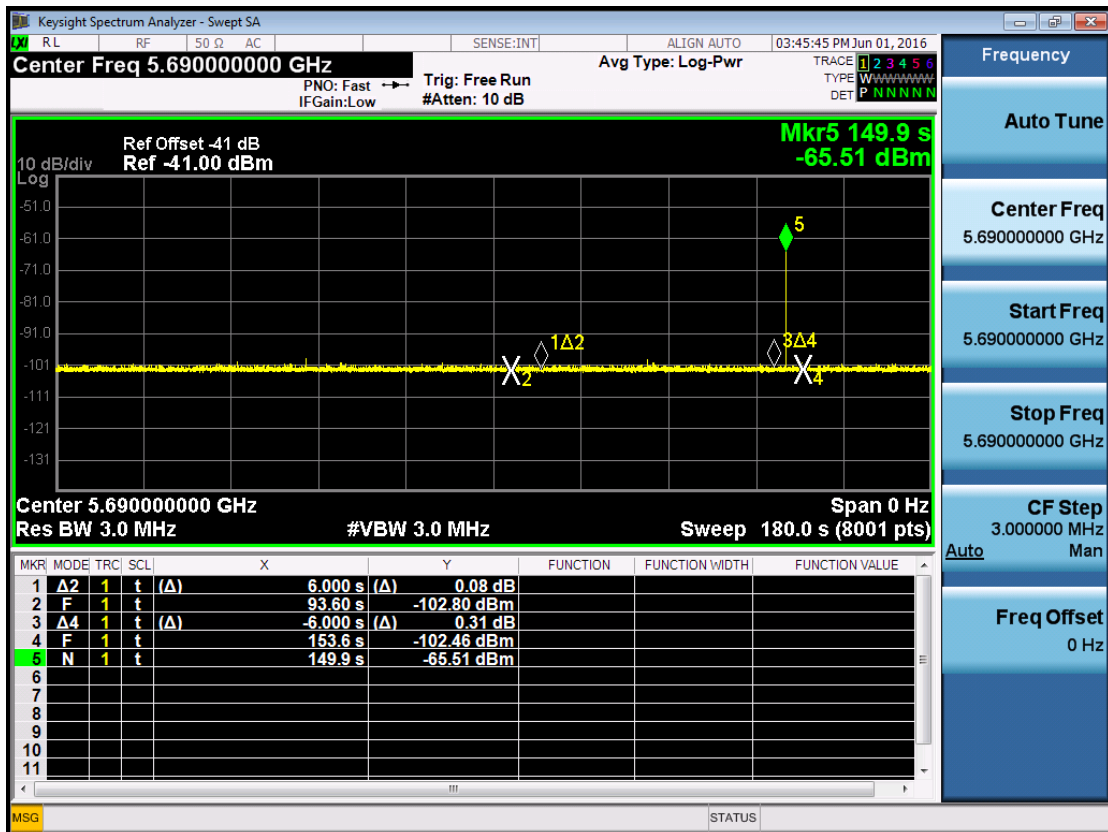 Keysight Spectrum Analyzer - Swept SA
LXI RL RF 50 Ω AC SENSE:INT ALIGN AUTO 03:45:45 PM Jun 01, 2016
Center Freq 5.690000000 GHz
PNO: Fast
IFGain:Low
Trig: Free Run
#Atten: 10 dB
Avg Type: Log-Pwr
TRACE 1 2 3 4 5 6
TYPE WWWWWWW
DET P N N N N N
Mkr5 149.9 s
-65.51 dBm
Ref Offset -41 dB
10 dB/div Ref -41.00 dBm
Log
-51.0
-61.0
-71.0
-81.0
-91.0
-101
-111
-121
-131
5
1Δ2
3Δ4
2
4
Center 5.690000000 GHz Span 0 Hz
Res BW 3.0 MHz #VBW 3.0 MHz Sweep 180.0 s (8001 pts)
MKR MODE TRC SCL X Y FUNCTION FUNCTION WIDTH FUNCTION VALUE
1 Δ2 1 t (Δ) 6.000 s (Δ) 0.08 dB
2 F 1 t 93.60 s -102.80 dBm
3 Δ4 1 t (Δ) -6.000 s (Δ) 0.31 dB
4 F 1 t 153.6 s -102.46 dBm
5 N 1 t 149.9 s -65.51 dBm
6
7
8
9
10
11
MSG STATUS
Frequency
Auto Tune
Center Freq
5.690000000 GHz
Start Freq
5.690000000 GHz
Stop Freq
5.690000000 GHz
CF Step
3.000000 MHz
Auto Man
Freq Offset
0 Hz